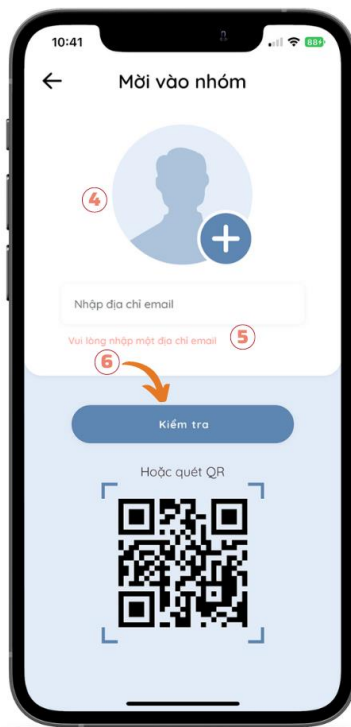 10:41
88
Mời vào nhóm
4
Nhập địa chỉ email
Vui lòng nhập một địa chỉ email
5
6
Kiểm tra
Hoặc quét QR